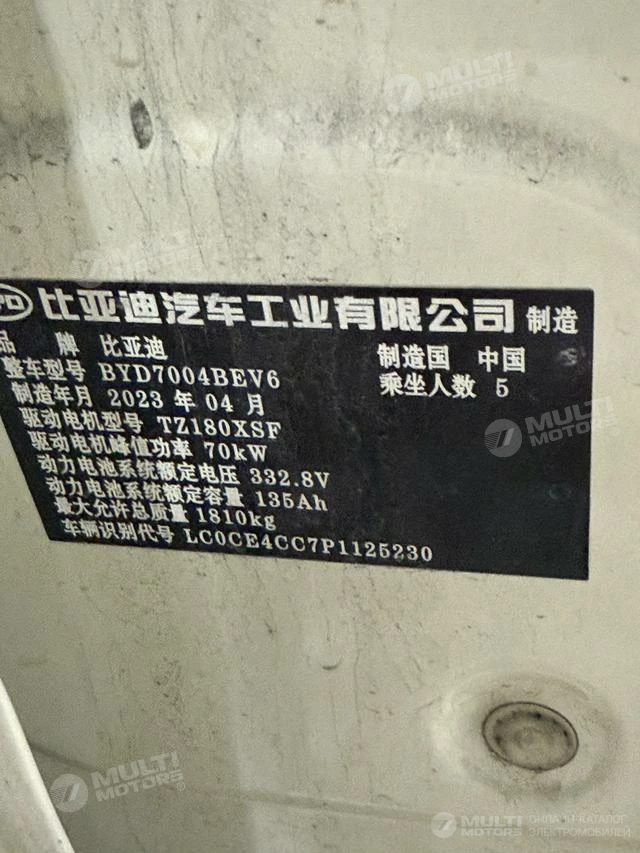 MULTI MOTORS
MULTI MOTORS
比亚迪汽车工业有限公司 制造
品 牌 比亚迪
制造国 中国
整车型号 BYD7004BEV6
乘坐人数 5
制造年月 2023 年 04 月
驱动电机型号 TZ180XSF
驱动电机峰值功率 70kW
动力电池系统额定电压 332.8V
动力电池系统额定容量 135Ah
最大允许总质量 1810kg
车辆识别代号 LC0CE4CC7P1125230
MULTI MOTORS
MULTI MOTORS®
MULTI MOTORS ОНЛАЙН-КАТАЛОГ ЭЛЕКТРОМОБИЛЕЙ